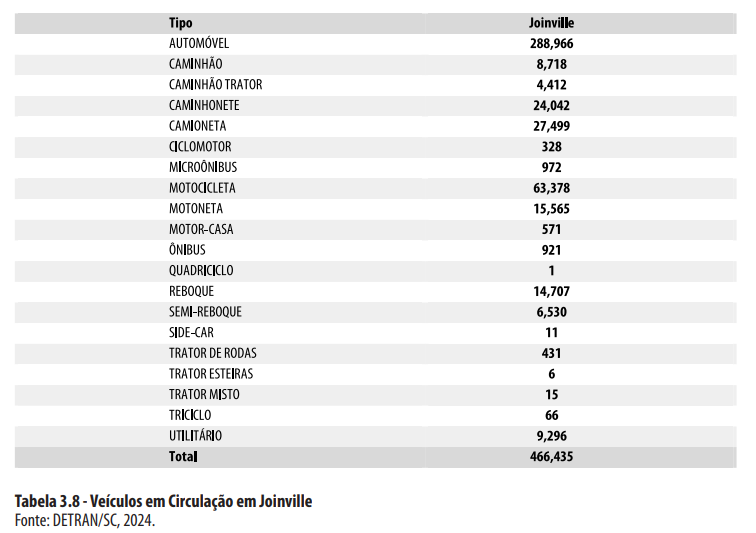 Tipo Joinville
AUTOMÓVEL 288,966
CAMINHÃO 8,718
CAMINHÃO TRATOR 4,412
CAMINHONETE 24,042
CAMIONETA 27,499
CICLOMOTOR 328
MICROÔNIBUS 972
MOTOCICLETA 63,378
MOTONETA 15,565
MOTOR-CASA 571
ÔNIBUS 921
QUADRICICLO 1
REBOQUE 14,707
SEMI-REBOQUE 6,530
SIDE-CAR 11
TRATOR DE RODAS 431
TRATOR ESTEIRAS 6
TRATOR MISTO 15
TRICICLO 66
UTILITÁRIO 9,296
Total 466,435
Tabela 3.8 - Veículos em Circulação em Joinville
Fonte: DETRAN/SC, 2024.